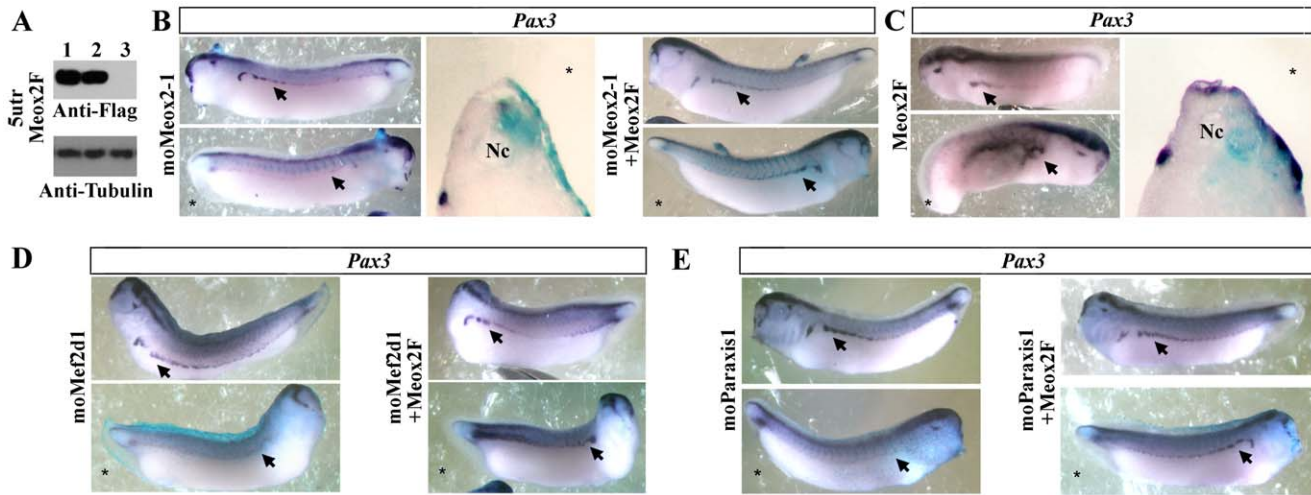 A
1 2 3
5utr
Meox2F
Anti-Flag
Anti-Tubulin
B
Pax3
moMeox2-1
*
Nc
*
moMeox2-1
+Meox2F
*
C
Pax3
Meox2F
*
Nc
*
D
Pax3
moMef2d1
*
moMef2d1
+Meox2F
*
E
Pax3
moParaxis1
*
moParaxis1
+Meox2F
*